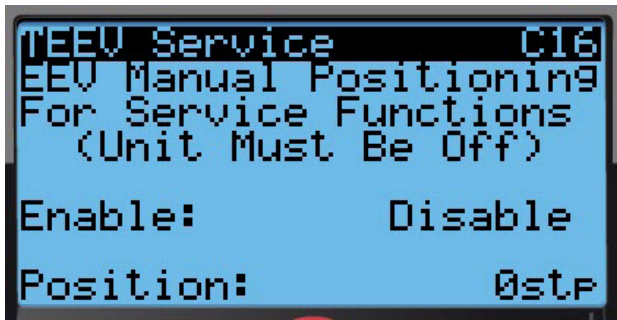 TEEV Service C16
EEV Manual Positioning
For Service Functions
(Unit Must Be Off)
Enable: Disable
Position: 0stp